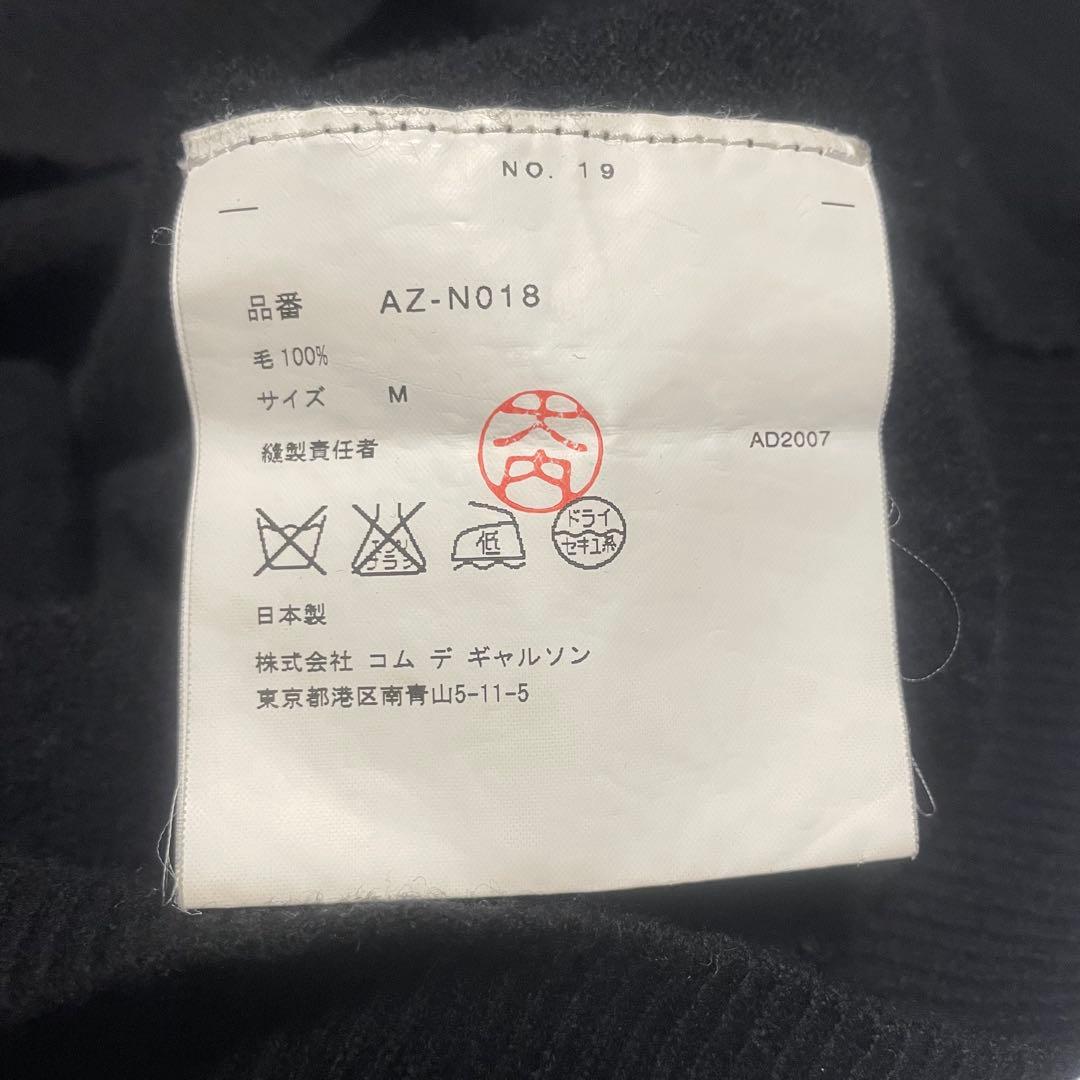 NO. 19
品番 AZ-N018
毛 100%
サイズ M
縫製責任者
大内
AD2007
低
ドライ
セキユ系
日本製
株式会社 コム デ ギャルソン
東京都港区南青山5-11-5